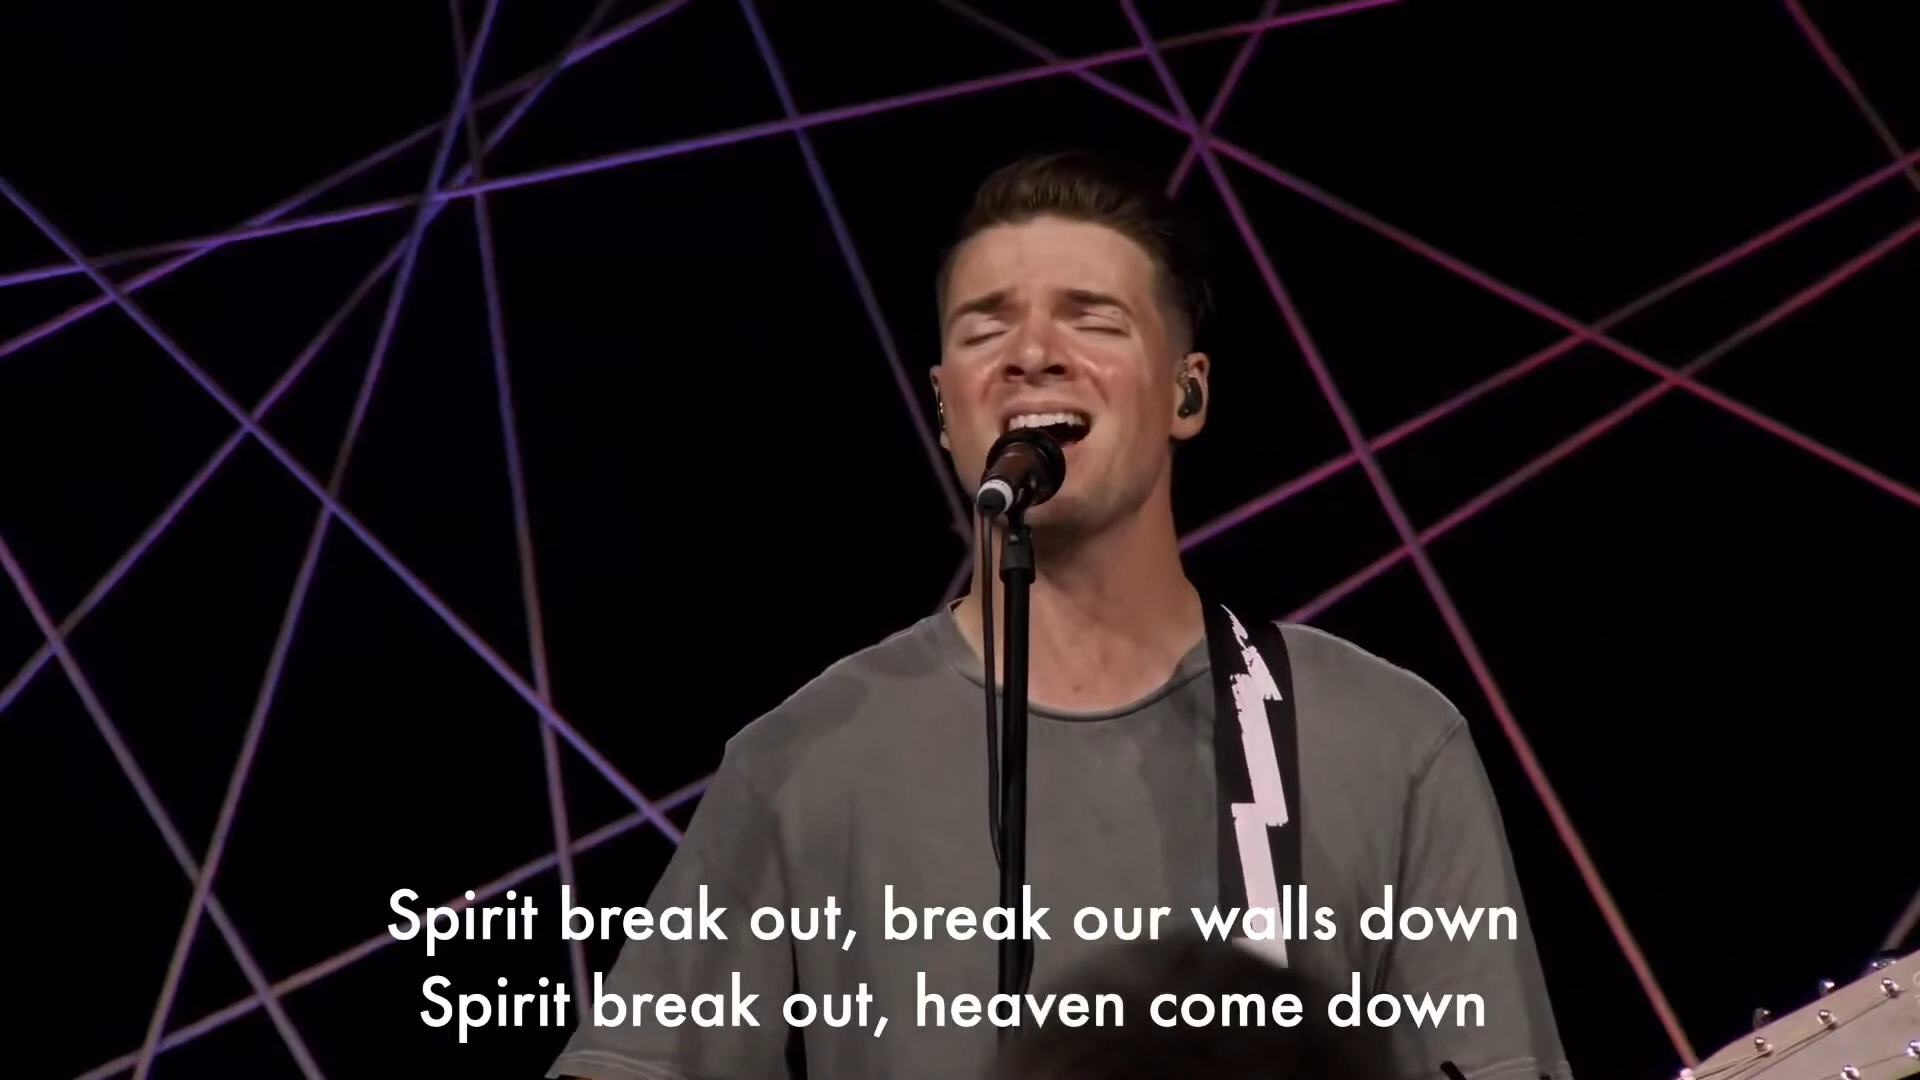 Spirit break out, break our walls down
Spirit break out, heaven come down